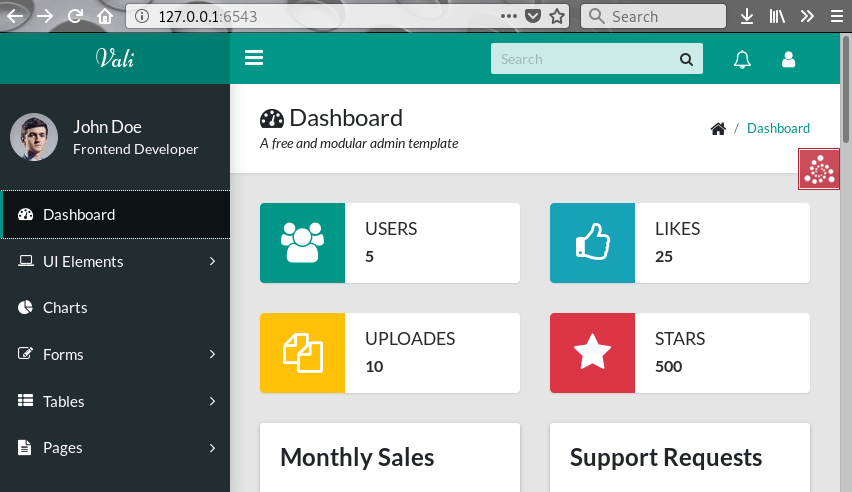 127.0.0.1:6543
Search
Vali
Search
John Doe
Frontend Developer
Dashboard
UI Elements
Charts
Forms
Tables
Pages
Dashboard
A free and modular admin template
/ Dashboard
USERS
5
LIKES
25
UPLOADES
10
STARS
500
Monthly Sales
Support Requests